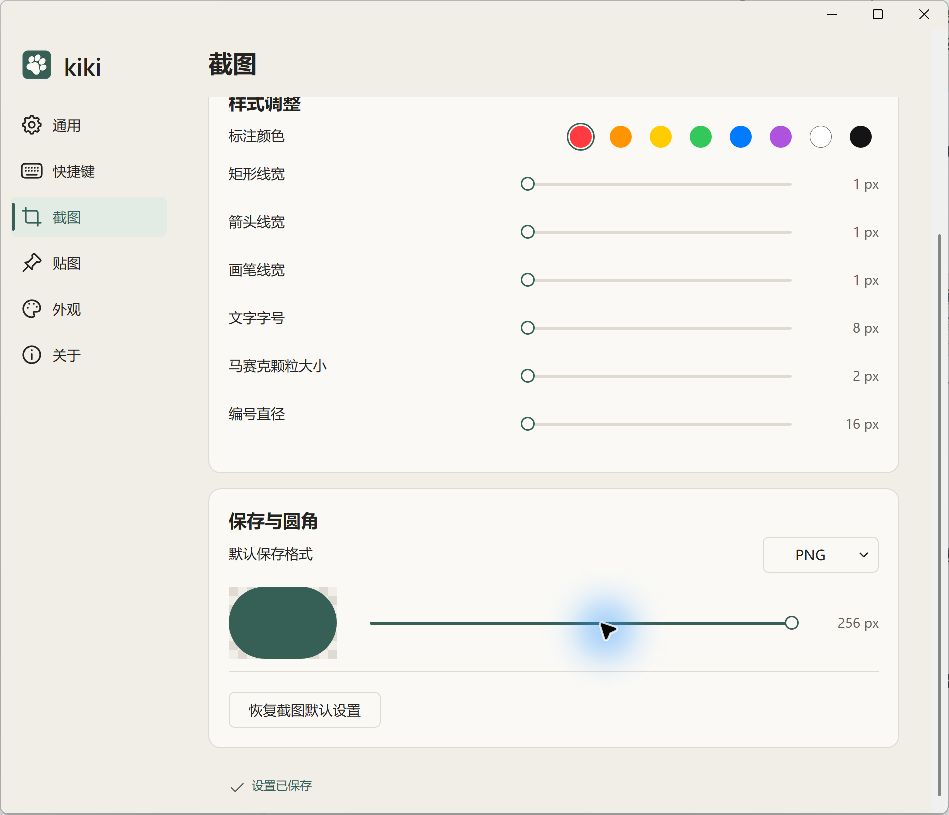 kiki
通用
快捷键
截图
贴图
外观
关于
截图
样式调整
标注颜色
矩形线宽 1 px
箭头线宽 1 px
画笔线宽 1 px
文字字号 8 px
马赛克颗粒大小 2 px
编号直径 16 px
保存与圆角
默认保存格式 PNG
256 px
恢复截图默认设置
设置已保存